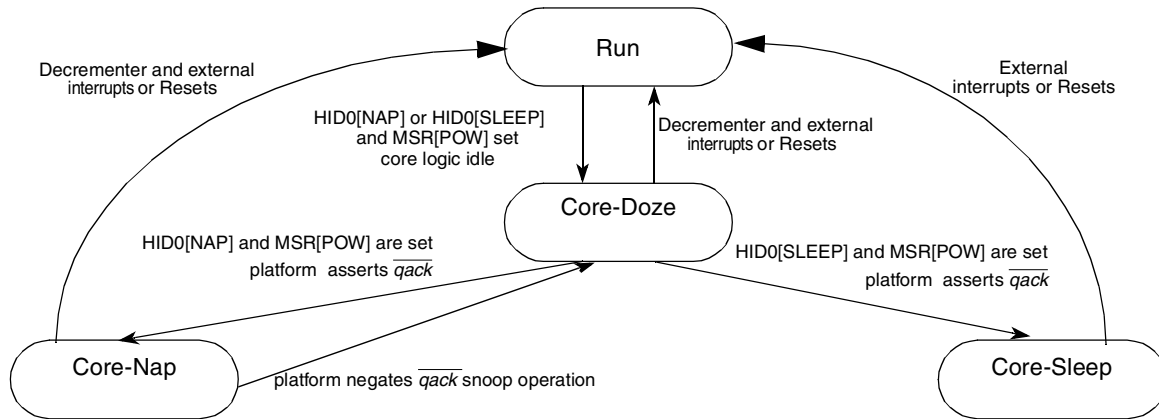 Run
Decrementer and external
interrupts or Resets
External
interrupts or Resets
HID0[NAP] or HID0[SLEEP]
and MSR[POW] set
core logic idle
Decrementer and external
interrupts or Resets
Core-Doze
HID0[NAP] and MSR[POW] are set
platform asserts qack
HID0[SLEEP] and MSR[POW] are set
platform asserts qack
Core-Nap
platform negates qack snoop operation
Core-Sleep